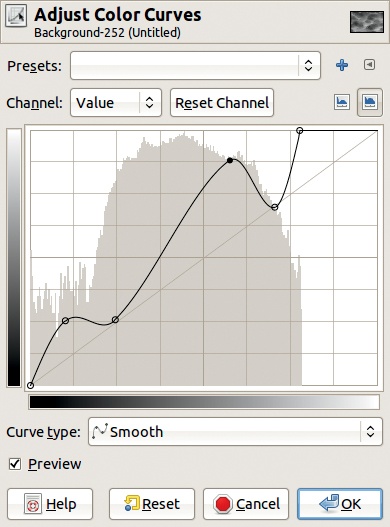 Adjust Color Curves
Background-252 (Untitled)
Presets:
Channel: Value Reset Channel
Curve type: Smooth
Preview
Help Reset Cancel OK